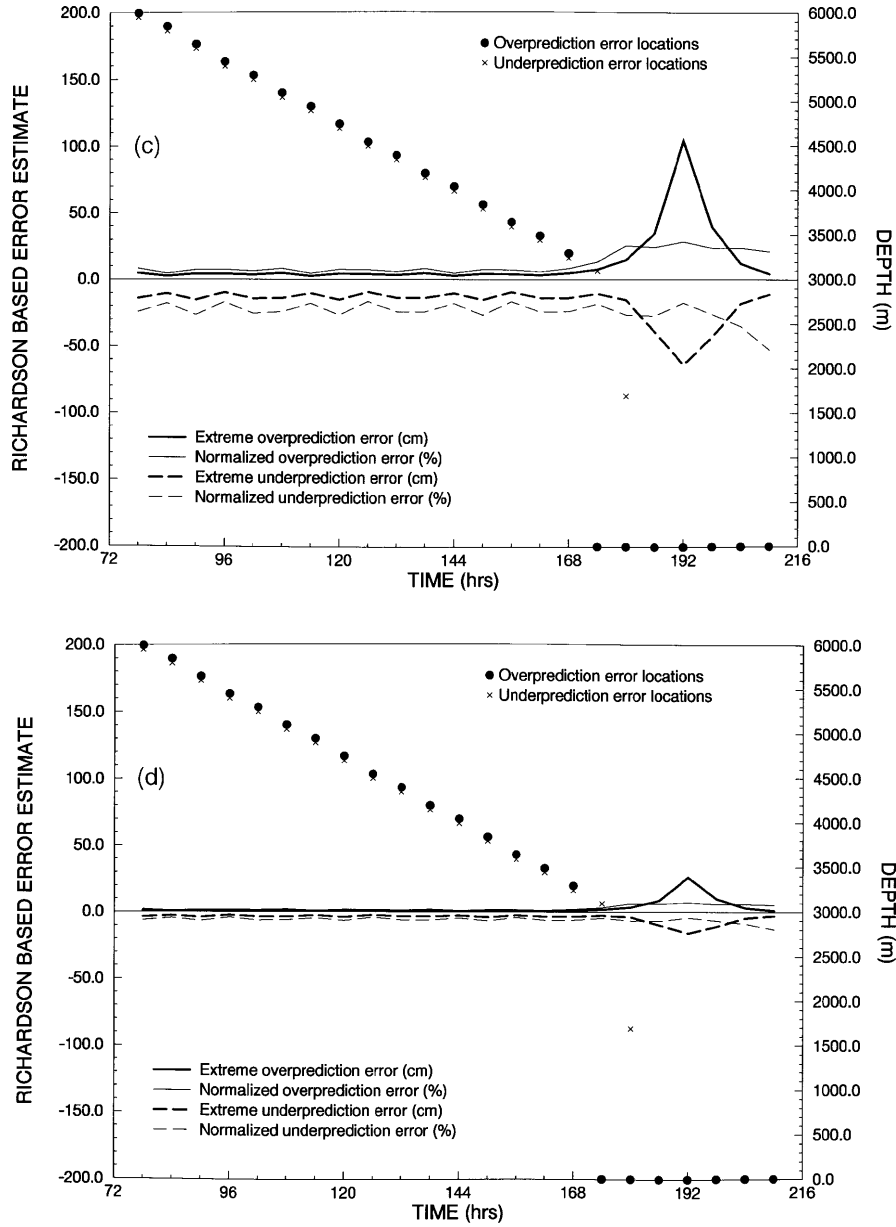 200.0
150.0
100.0
50.0
0.0
-50.0
-100.0
-150.0
-200.0
RICHARDSON BASED ERROR ESTIMATE
(c)
● Overprediction error locations
× Underprediction error locations
Extreme overprediction error (cm)
Normalized overprediction error (%)
Extreme underprediction error (cm)
Normalized underprediction error (%)
6000.0
5500.0
5000.0
4500.0
4000.0
3500.0
3000.0
2500.0
2000.0
1500.0
1000.0
500.0
0.0
DEPTH (m)
72 96 120 144 168 192 216
TIME (hrs)
200.0
150.0
100.0
50.0
0.0
-50.0
-100.0
-150.0
-200.0
RICHARDSON BASED ERROR ESTIMATE
(d)
● Overprediction error locations
× Underprediction error locations
Extreme overprediction error (cm)
Normalized overprediction error (%)
Extreme underprediction error (cm)
Normalized underprediction error (%)
6000.0
5500.0
5000.0
4500.0
4000.0
3500.0
3000.0
2500.0
2000.0
1500.0
1000.0
500.0
0.0
DEPTH (m)
72 96 120 144 168 192 216
TIME (hrs)